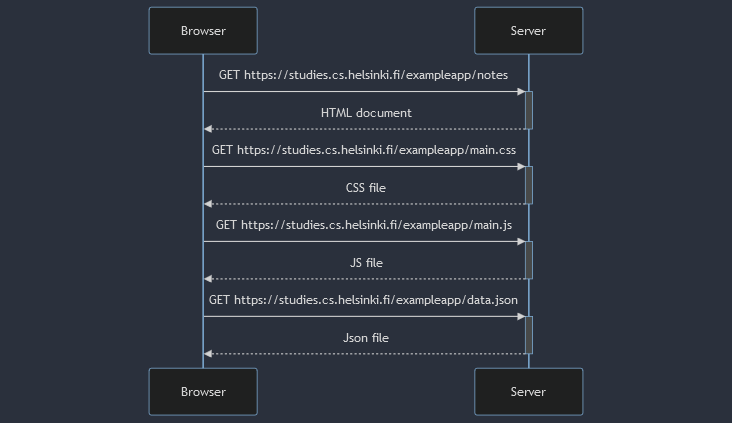 Browser
Server
GET https://studies.cs.helsinki.fi/exampleapp/notes
HTML document
GET https://studies.cs.helsinki.fi/exampleapp/main.css
CSS file
GET https://studies.cs.helsinki.fi/exampleapp/main.js
JS file
GET https://studies.cs.helsinki.fi/exampleapp/data.json
Json file
Browser
Server